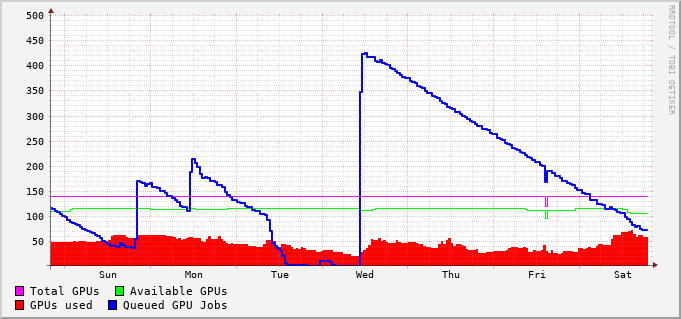 500
450
400
350
300
250
200
150
100
50
Sun Mon Tue Wed Thu Fri Sat
Total GPUs Available GPUs
GPUs used Queued GPU Jobs
RRDTOOL / TOBI OETIKER